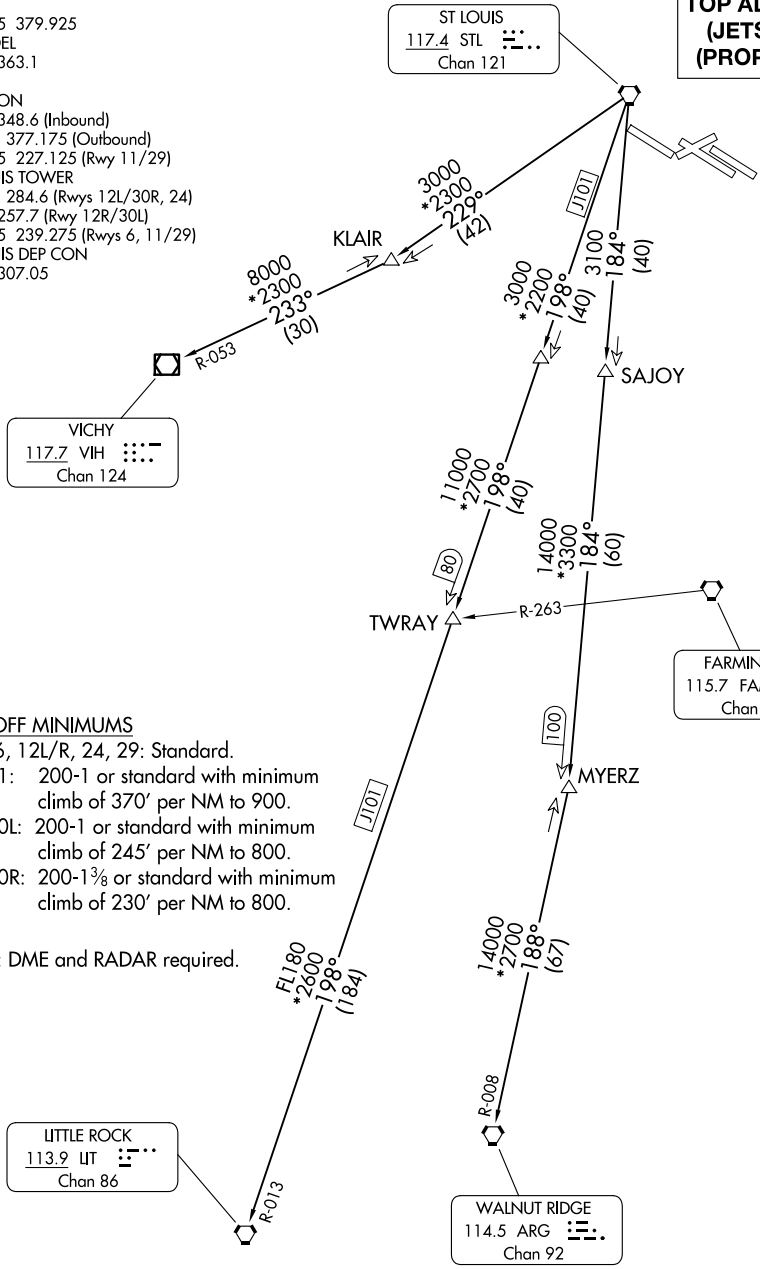 5 379.925
DEL
363.1
ON
348.6 (Inbound)
377.175 (Outbound)
5 227.125 (Rwy 11/29)
IS TOWER
284.6 (Rwys 12L/30R, 24)
257.7 (Rwy 12R/30L)
5 239.275 (Rwys 6, 11/29)
IS DEP CON
307.05
ST LOUIS
117.4 STL
Chan 121
TOP AL
(JETS
(PROP
3000
*2300
229°
(42)
KLAIR
8000
*2300
233°
(30)
R-053
VICHY
117.7 VIH
Chan 124
J101
3000
*2200
198°
(40)
3100
184°
(40)
SAJOY
11000
*2700
198°
(40)
14000
*3300
184°
(60)
80
TWRAY
R-263
FARMIN
115.7 FA
Chan
100
MYERZ
OFF MINIMUMS
6, 12L/R, 24, 29: Standard.
1: 200-1 or standard with minimum
climb of 370' per NM to 900.
0L: 200-1 or standard with minimum
climb of 245' per NM to 800.
0R: 200-1⅜ or standard with minimum
climb of 230' per NM to 800.
: DME and RADAR required.
J101
FL180
*2600
198°
(184)
14000
*2700
188°
(67)
R-008
R-013
LITTLE ROCK
113.9 LIT
Chan 86
WALNUT RIDGE
114.5 ARG
Chan 92